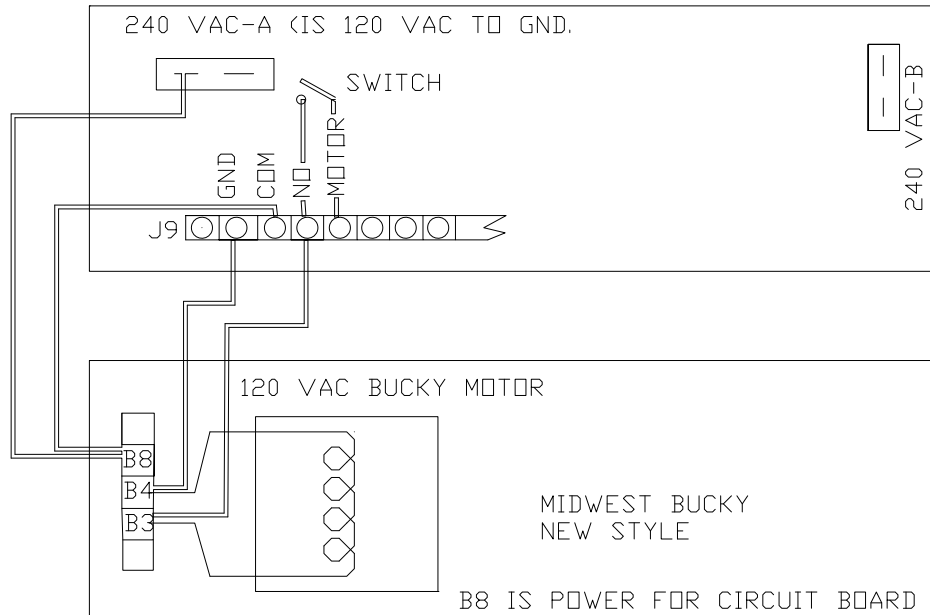 240 VAC-A (IS 120 VAC TO GND.
SWITCH
240 VAC-B
GND
COM
NO
MOTOR
J9
120 VAC BUCKY MOTOR
B8
B4
B3
MIDWEST BUCKY
NEW STYLE
B8 IS POWER FOR CIRCUIT BOARD